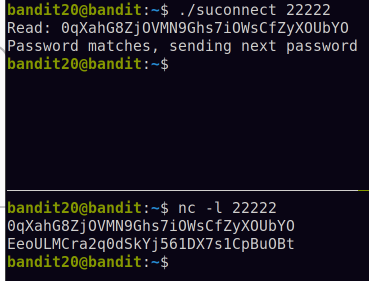 bandit20@bandit:~$ ./suconnect 22222
Read: 0qXahG8ZjOVMN9Ghs7iOWsCfZyXOUbYO
Password matches, sending next password
bandit20@bandit:~$
bandit20@bandit:~$ nc -l 22222
0qXahG8ZjOVMN9Ghs7iOWsCfZyXOUbYO
EeoULMCra2q0dSkYj561DX7s1CpBuOBt
bandit20@bandit:~$